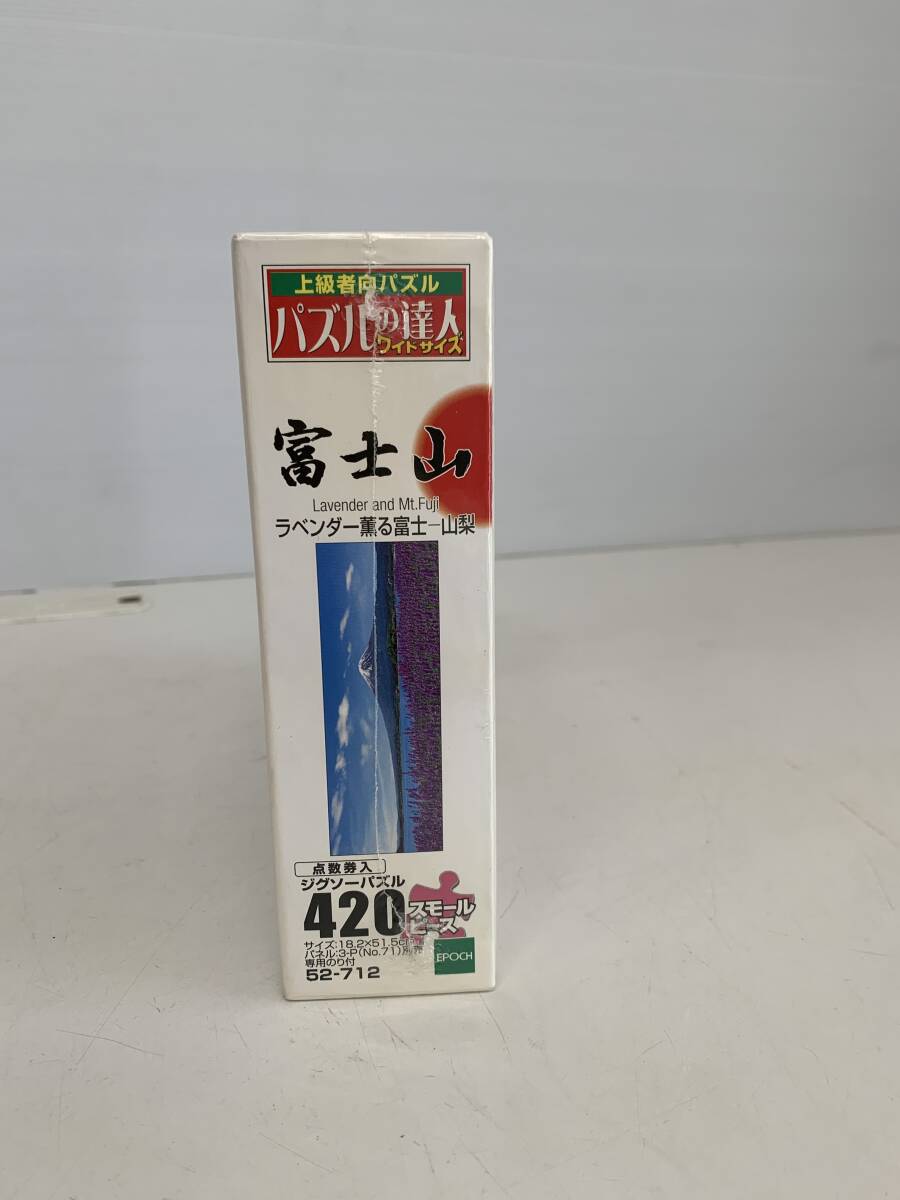 上級者向パズル
パズルの達人
ワイドサイズ
富士山
Lavender and Mt.Fuji
ラベンダー薫る富士ー山梨
点数券入
ジグソーパズル
420
スモール
ピース
サイズ:18.2×51.5cm
パネル:3-P(No.71)別売
専用のり付
52-712
EPOCH